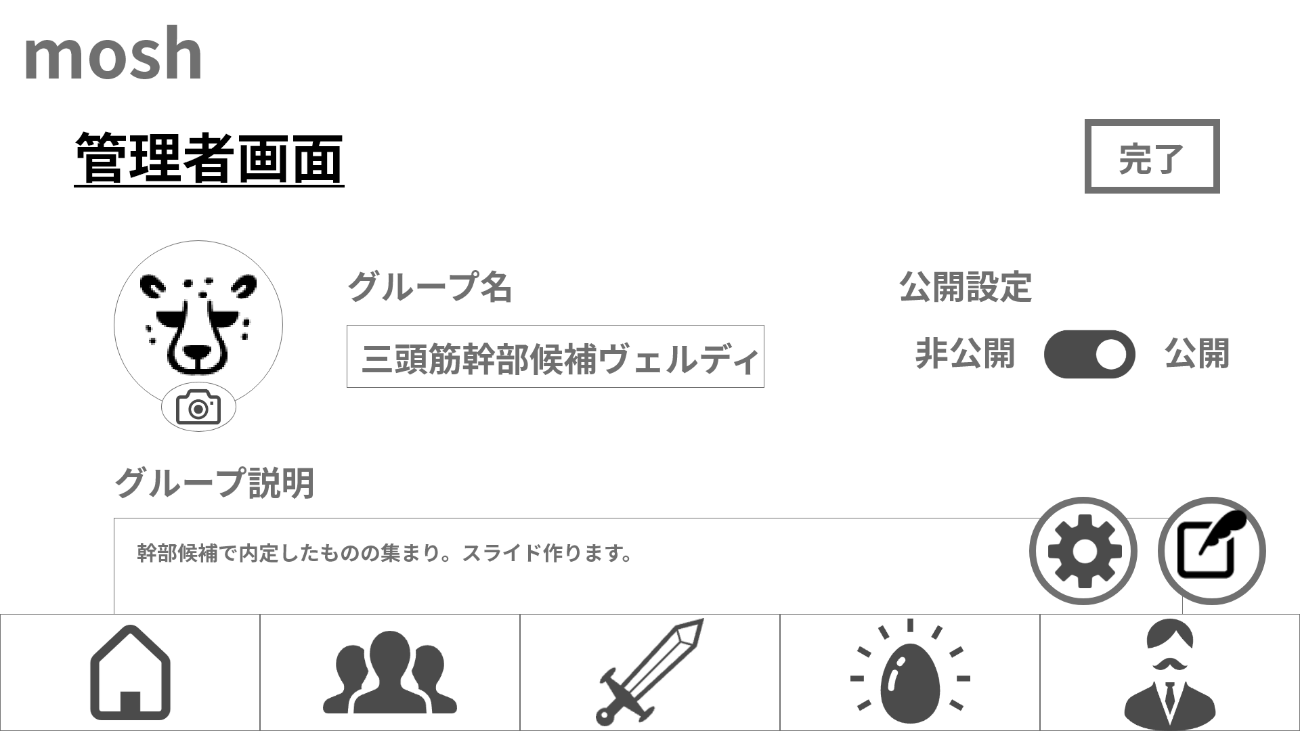 mosh
管理者画面
完了
グループ名
公開設定
三頭筋幹部候補ヴェルディ
非公開
公開
グループ説明
幹部候補で内定したものの集まり。スライド作ります。